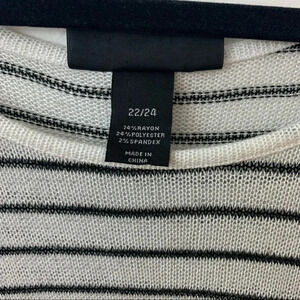 22/24
74%RAYON
24%POLYESTER
2%SPANDEX
MADE IN
CHINA